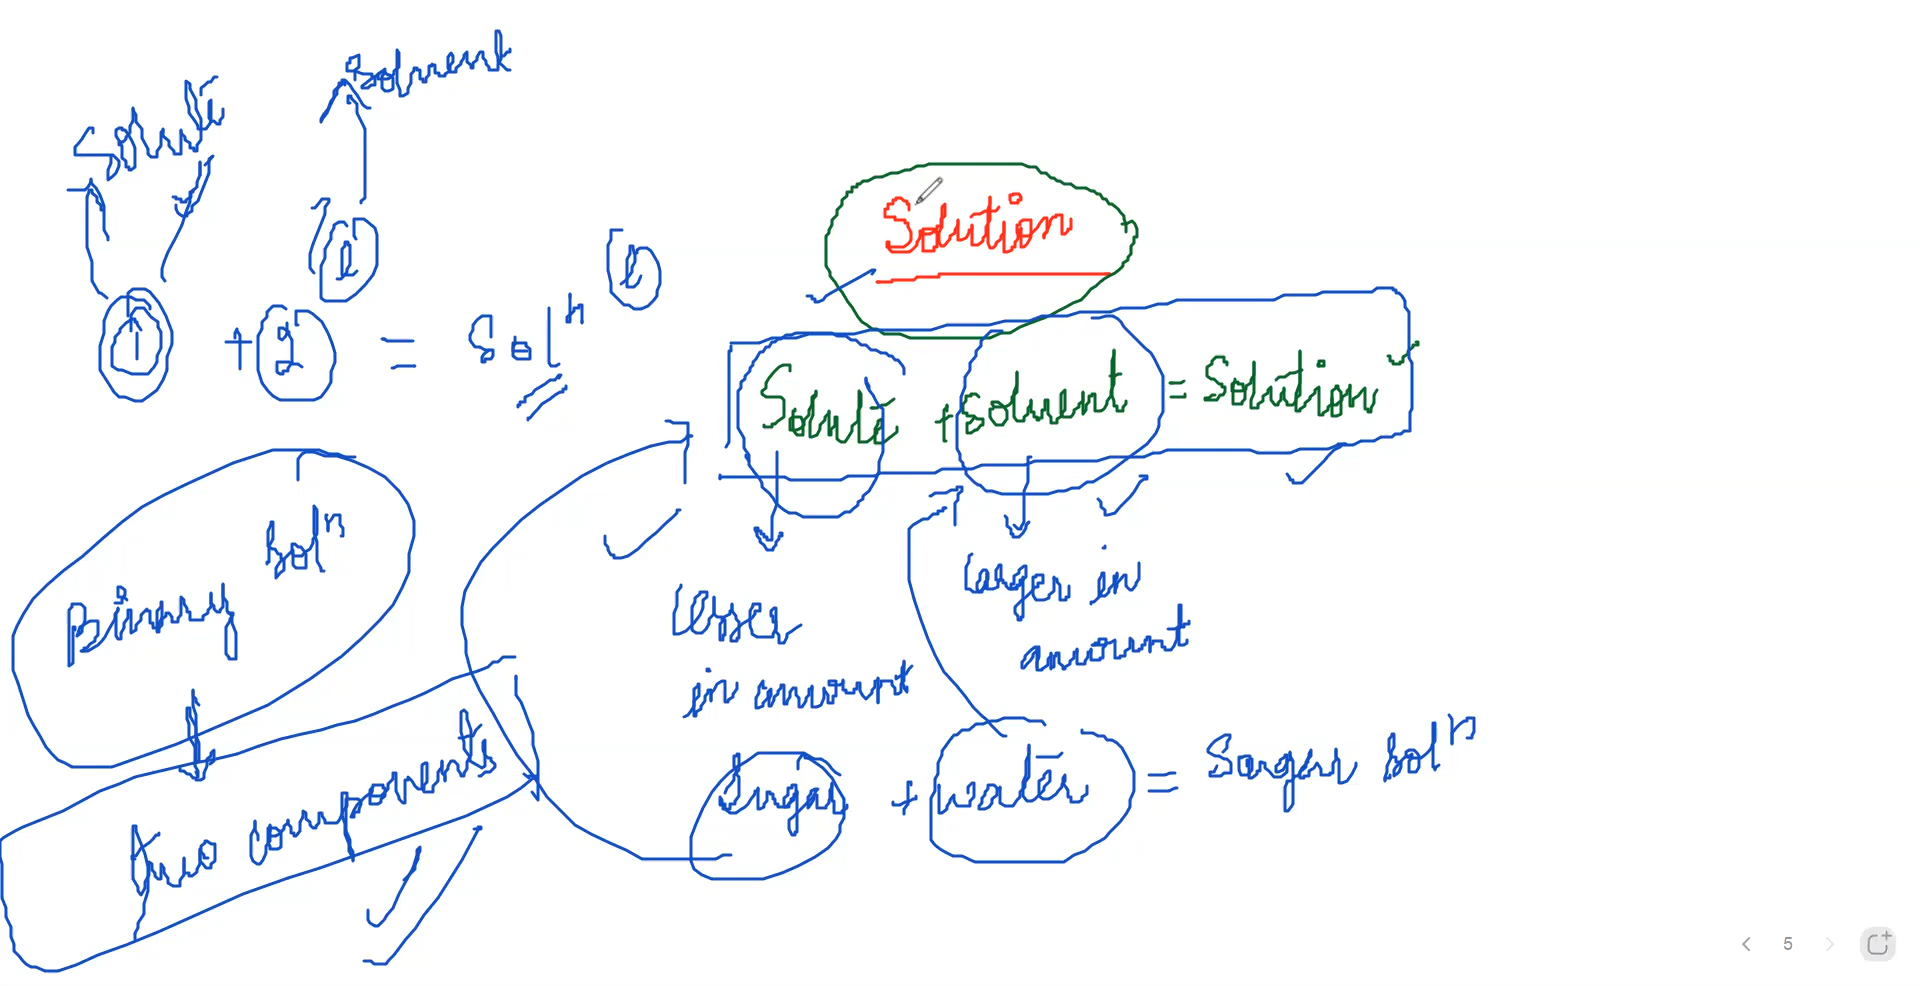 Solute
Solvent
Solution
1 + 2 = Solⁿ
Solute + Solvent = Solution
Binary Solⁿ
Lesser
in amount
Larger in
amount
Two components
Sugar + water = Sugar Solⁿ
5